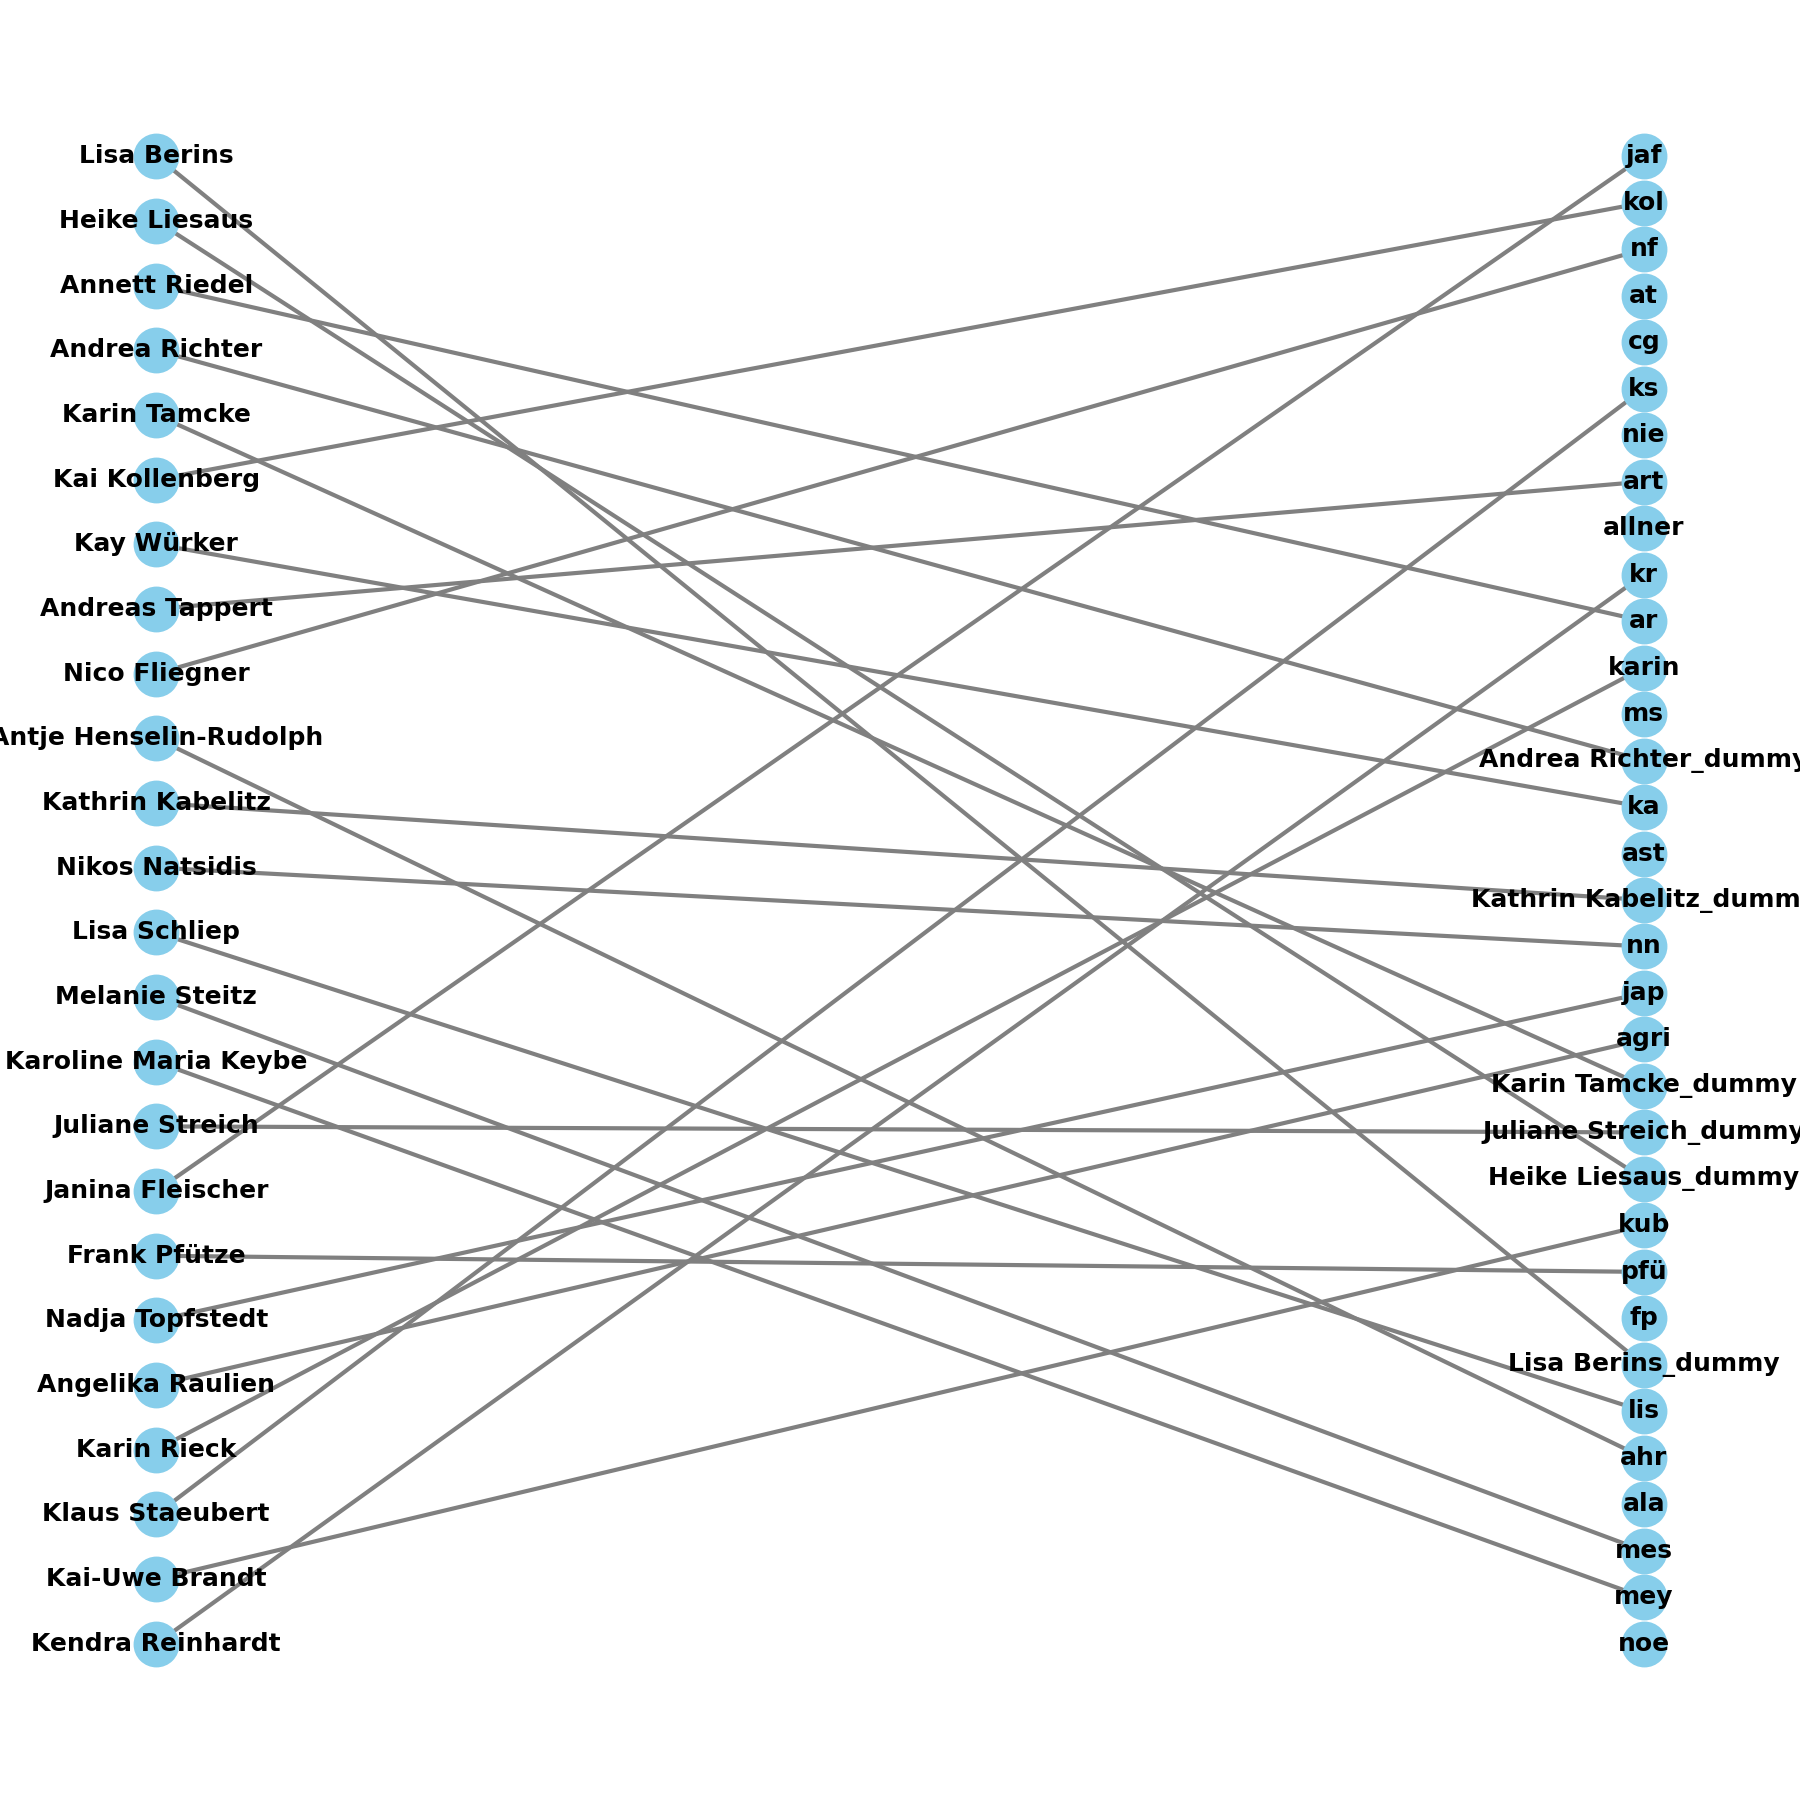 Lisa Berins
Heike Liesaus
Annett Riedel
Andrea Richter
Karin Tamcke
Kai Kollenberg
Kay Würker
Andreas Tappert
Nico Fliegner
Antje Henselin-Rudolph
Kathrin Kabelitz
Nikos Natsidis
Lisa Schliep
Melanie Steitz
Karoline Maria Keybe
Juliane Streich
Janina Fleischer
Frank Pfütze
Nadja Topfstedt
Angelika Raulien
Karin Rieck
Klaus Staeubert
Kai-Uwe Brandt
Kendra Reinhardt
jaf
kol
nf
at
cg
ks
nie
art
allner
kr
ar
karin
ms
Andrea Richter_dummy
ka
ast
Kathrin Kabelitz_dumm
nn
jap
agri
Karin Tamcke_dummy
Juliane Streich_dummy
Heike Liesaus_dummy
kub
pfü
fp
Lisa Berins_dummy
lis
ahr
ala
mes
mey
noe